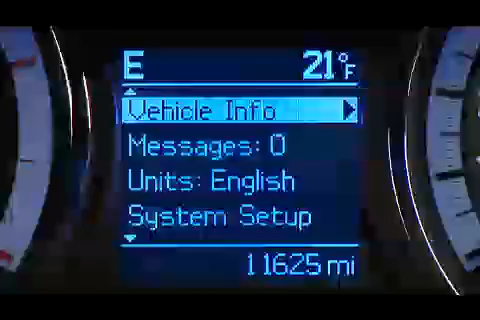 E 21°F
Vehicle Info
Messages: 0
Units: English
System Setup
11625 mi